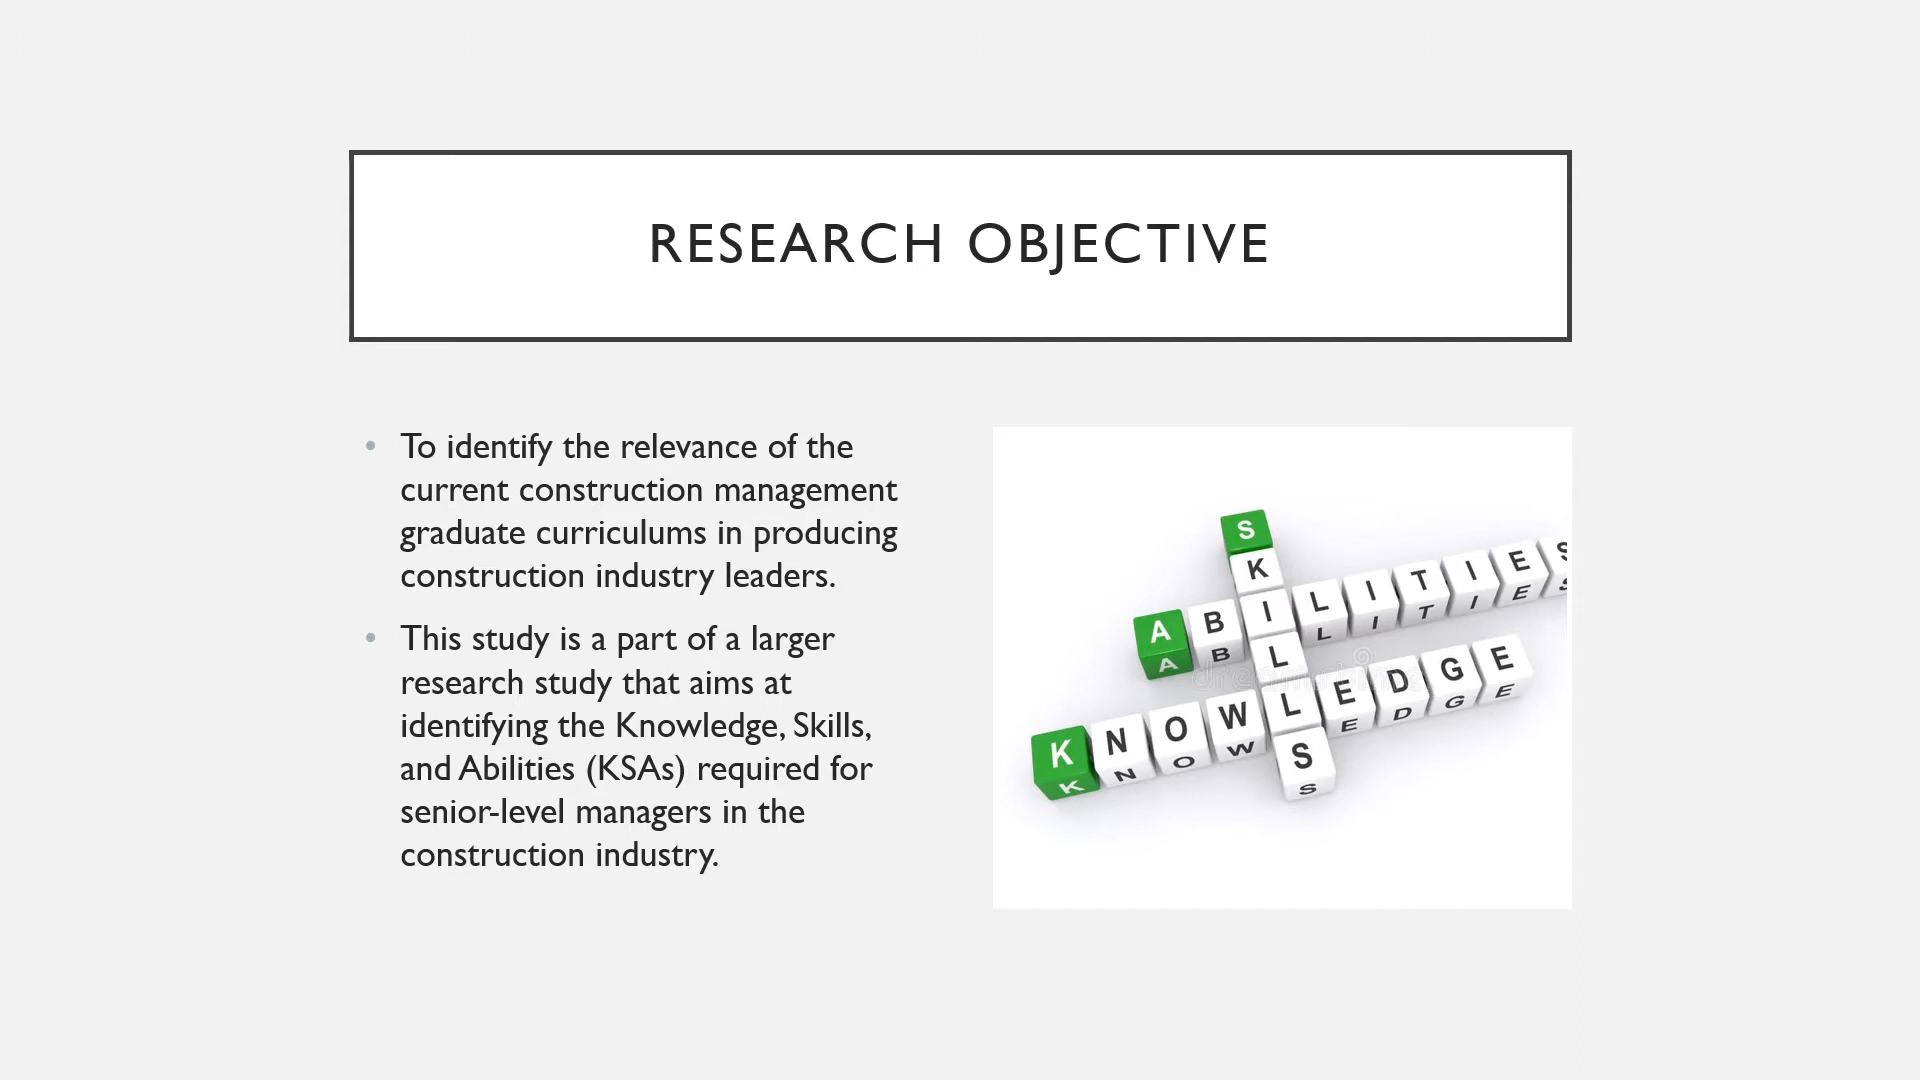 RESEARCH OBJECTIVE
• To identify the relevance of the
current construction management
graduate curriculums in producing
construction industry leaders.
• This study is a part of a larger
research study that aims at
identifying the Knowledge, Skills,
and Abilities (KSAs) required for
senior-level managers in the
construction industry.
SKILLS
ABILITIES
KNOWLEDGE